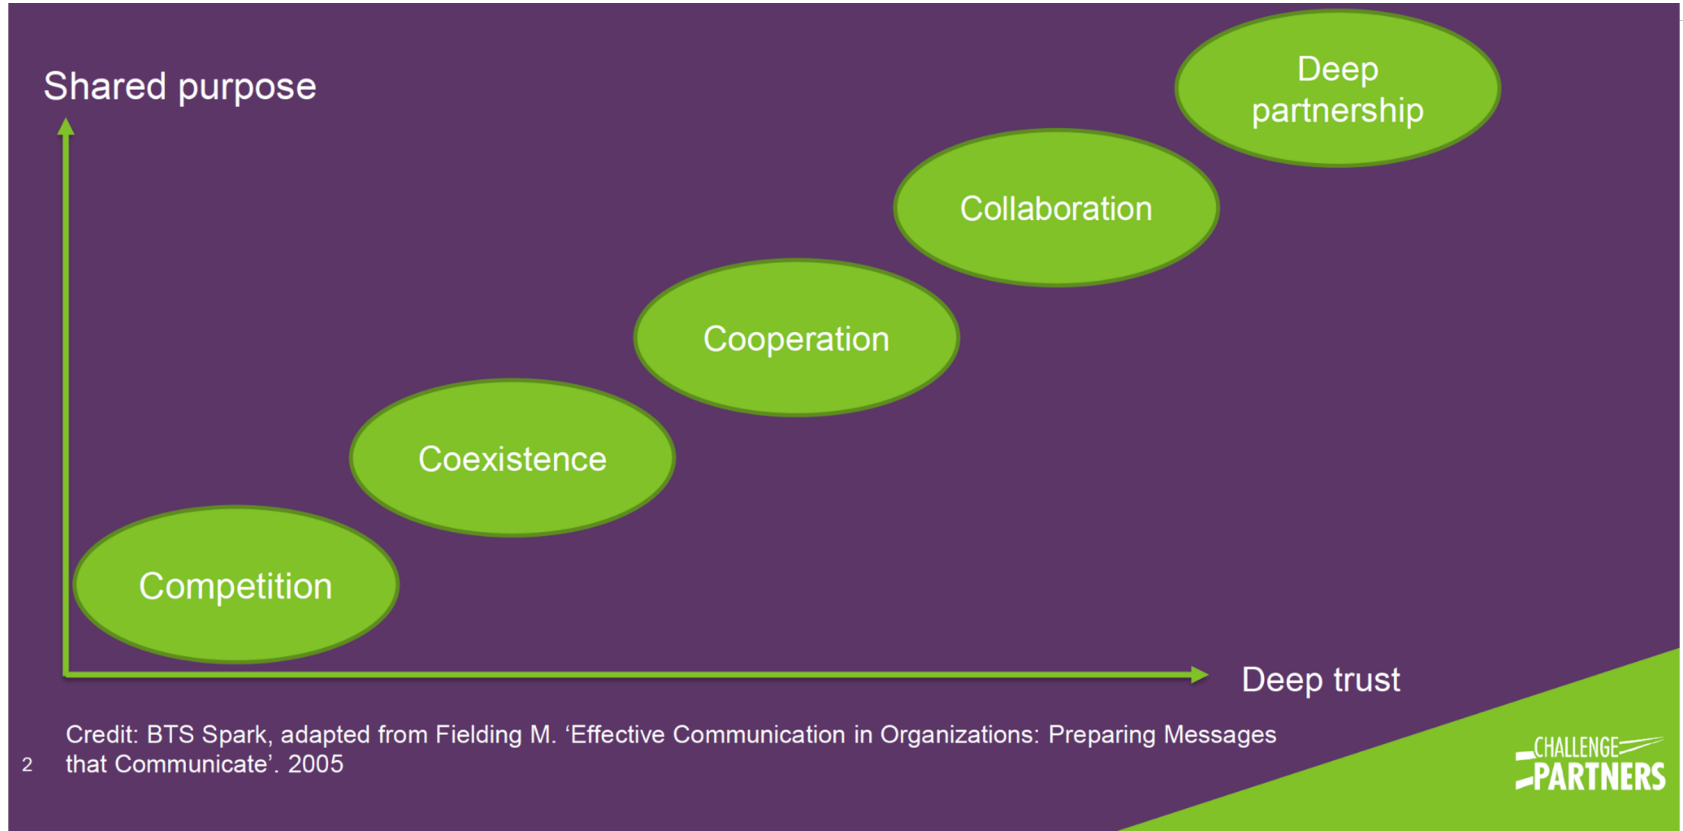 Shared purpose
Deep
partnership
Collaboration
Cooperation
Coexistence
Competition
Deep trust
Credit: BTS Spark, adapted from Fielding M. ‘Effective Communication in Organizations: Preparing Messages
that Communicate’. 2005
2
CHALLENGE
PARTNERS